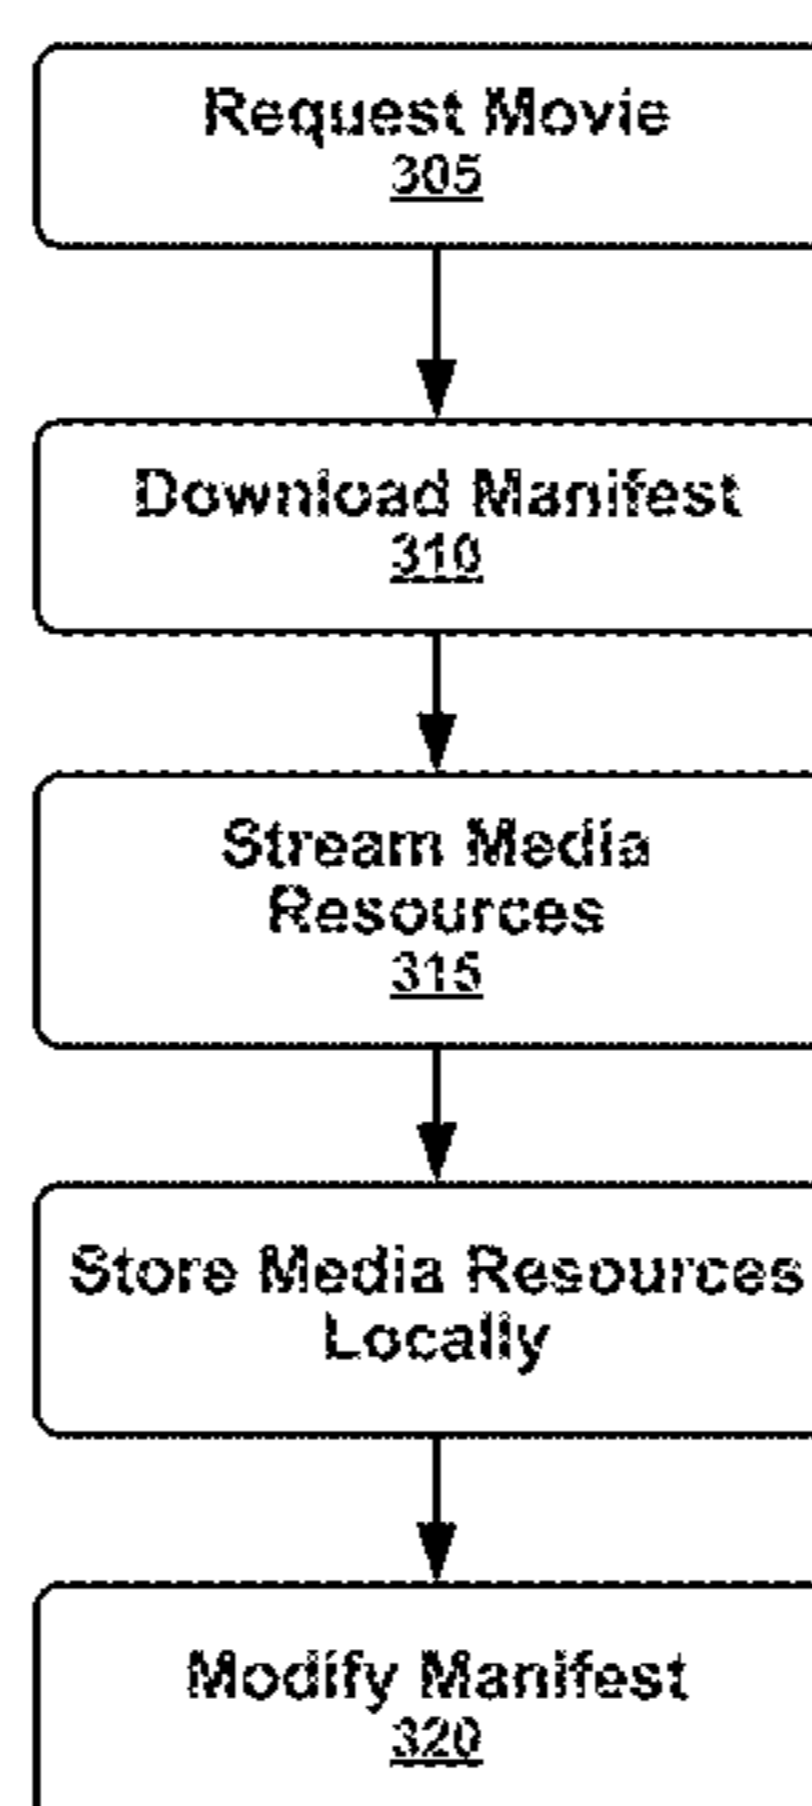 Request Movie
305
Download Manifest
310
Stream Media
Resources
315
Store Media Resources
Locally
Modify Manifest
320